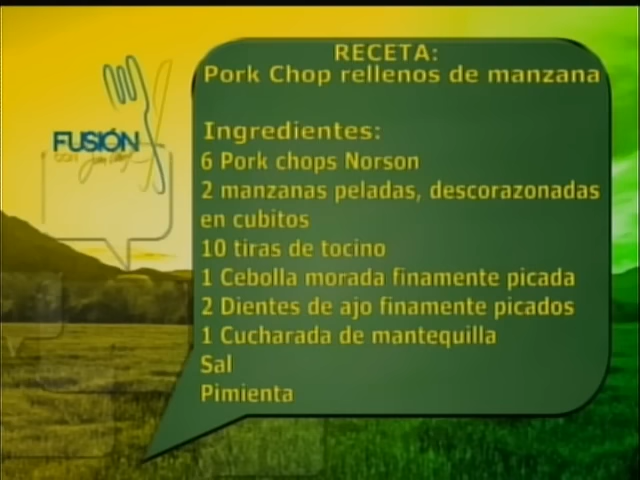 RECETA:
Pork Chop rellenos de manzana
FUSIÓN
CON
Ingredientes:
6 Pork chops Norson
2 manzanas peladas, descorazonadas
en cubitos
10 tiras de tocino
1 Cebolla morada finamente picada
2 Dientes de ajo finamente picados
1 Cucharada de mantequilla
Sal
Pimienta